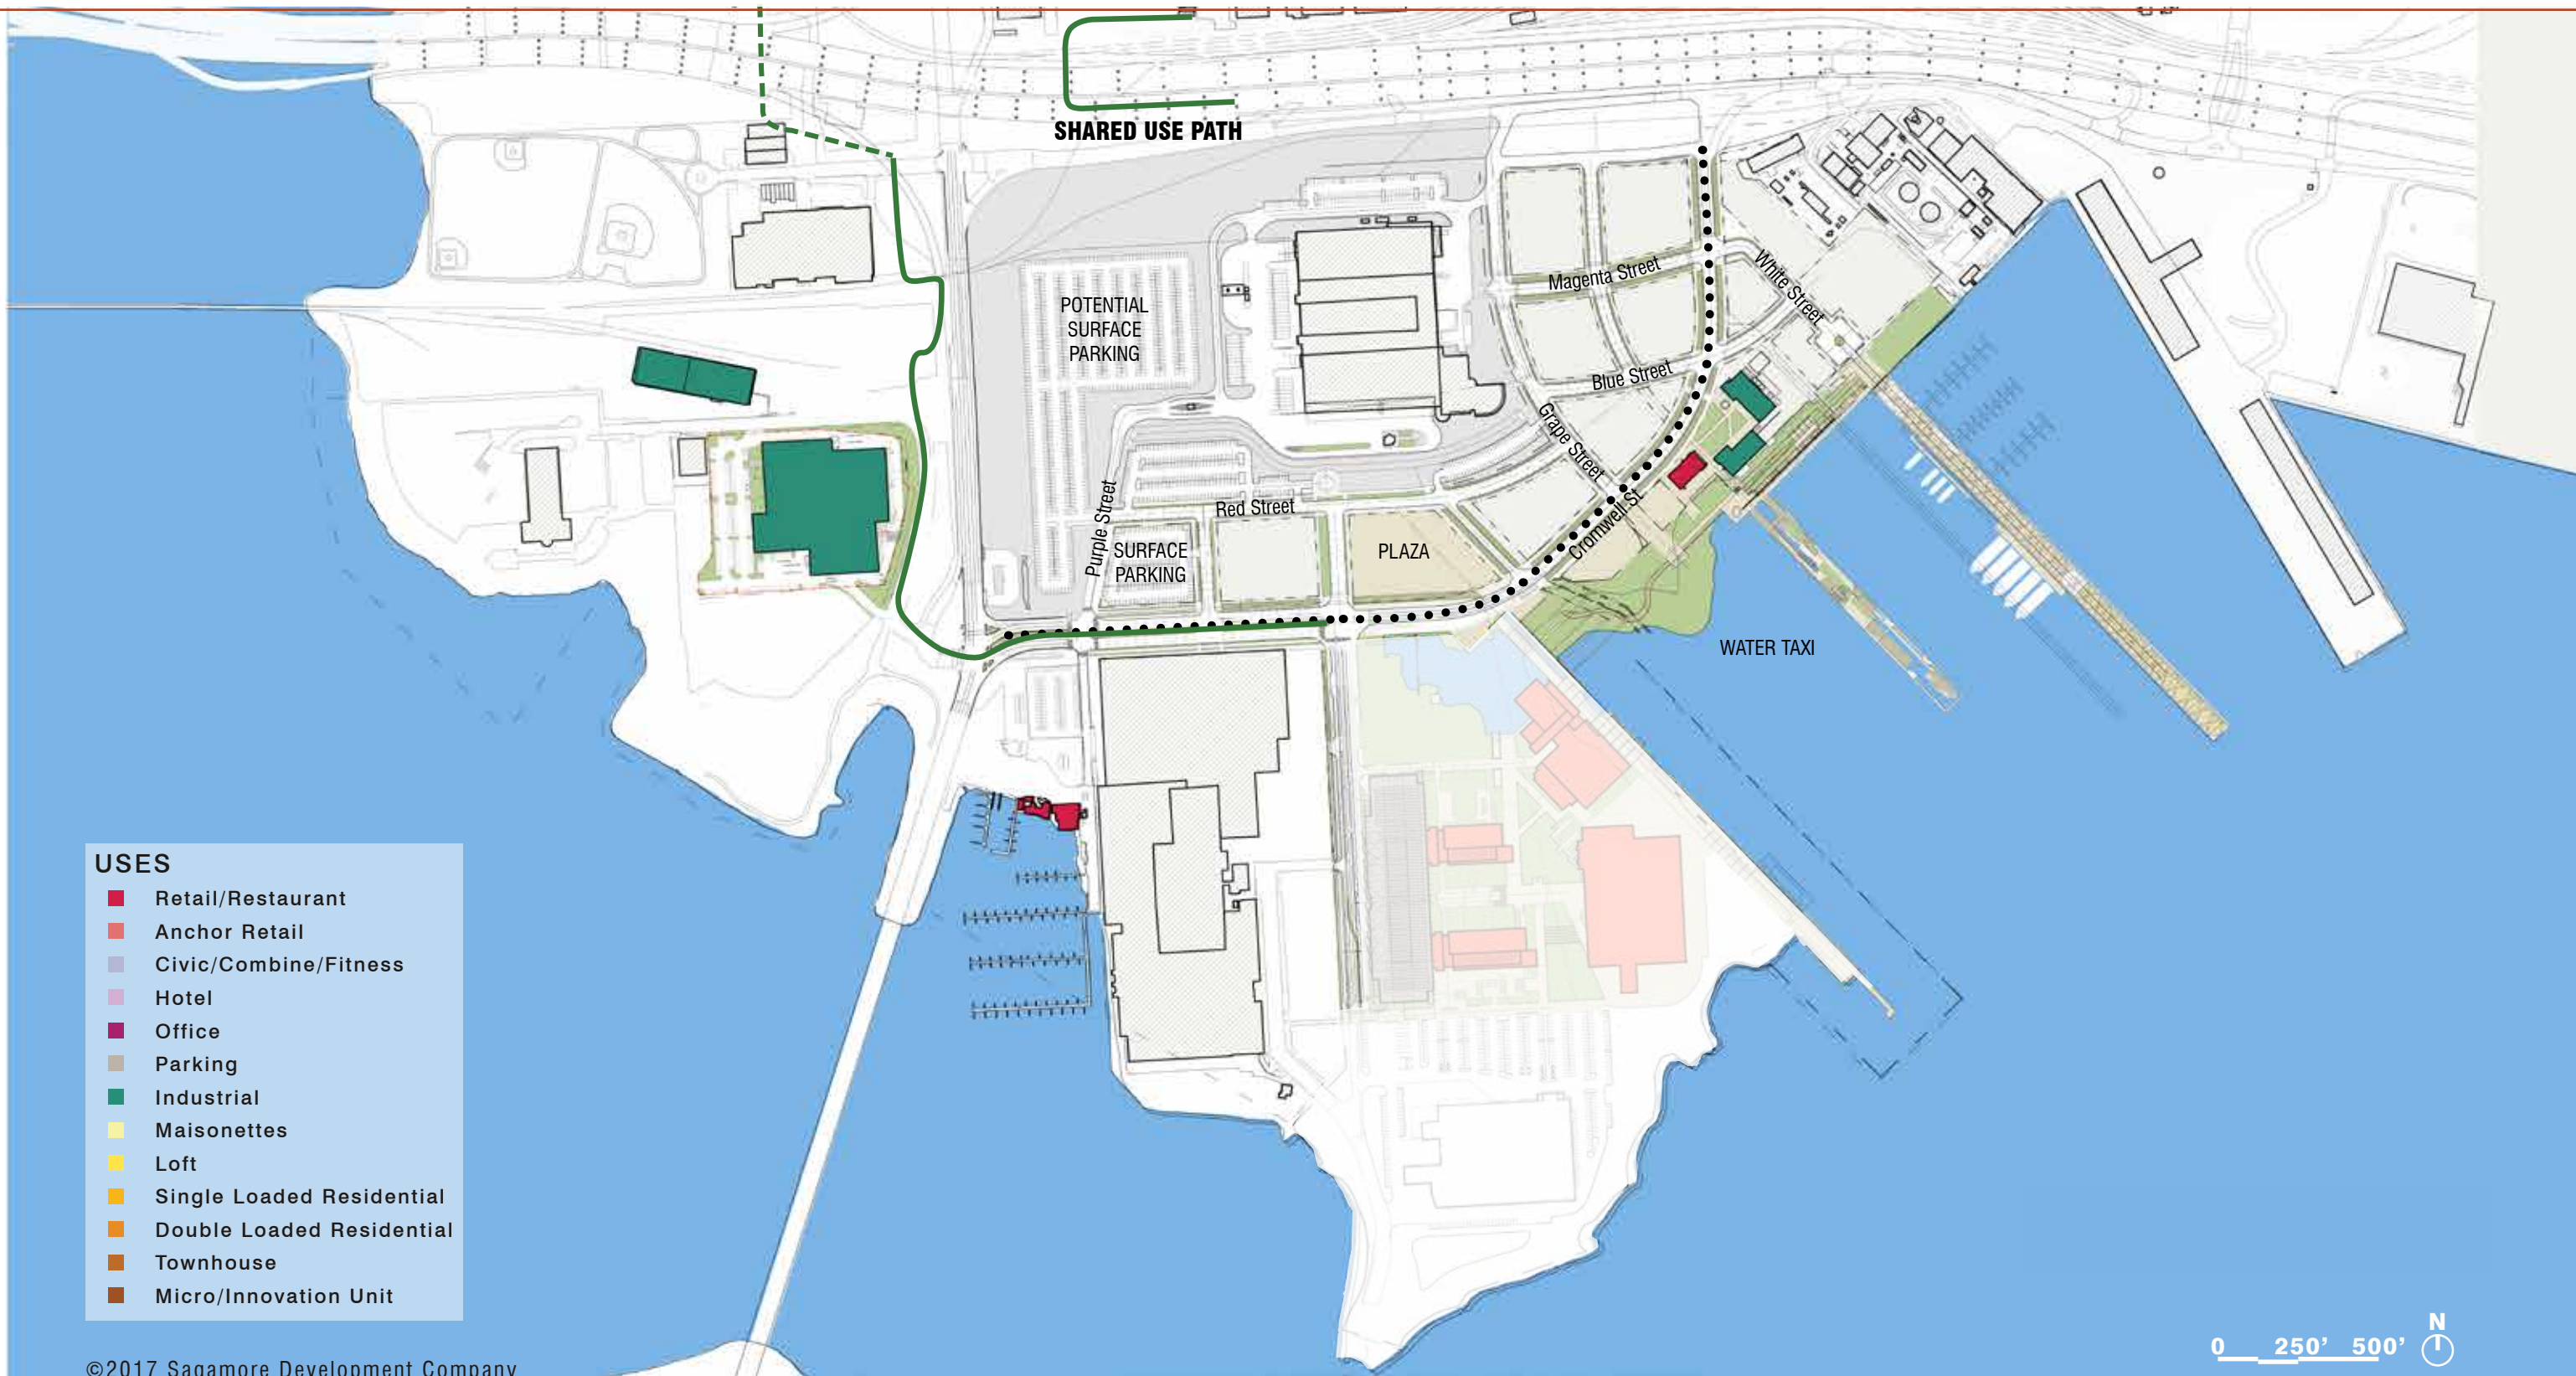 SHARED USE PATH
POTENTIAL
SURFACE
PARKING
Magenta Street
White Street
Blue Street
Grape Street
Purple Street
Red Street
Cromwell St
SURFACE
PARKING
PLAZA
WATER TAXI
USES
Retail/Restaurant
Anchor Retail
Civic/Combine/Fitness
Hotel
Office
Parking
Industrial
Maisonettes
Loft
Single Loaded Residential
Double Loaded Residential
Townhouse
Micro/Innovation Unit
©2017 Sagamore Development Company
0 250’ 500’
N